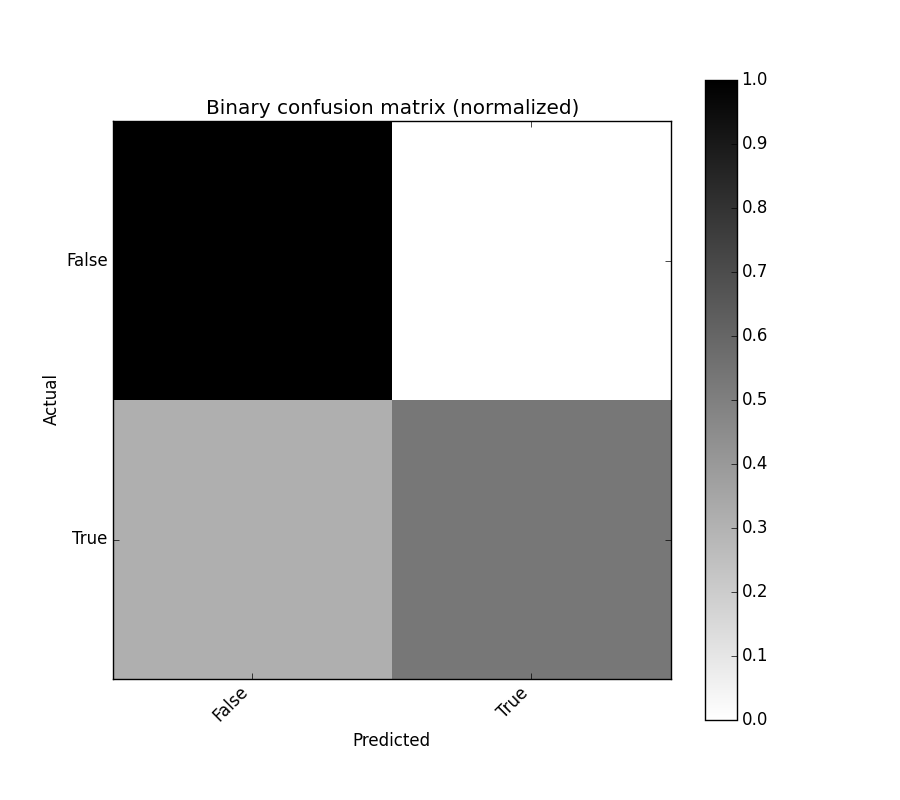 Binary confusion matrix (normalized)
False
True
Actual
False
True
Predicted
1.0
0.9
0.8
0.7
0.6
0.5
0.4
0.3
0.2
0.1
0.0